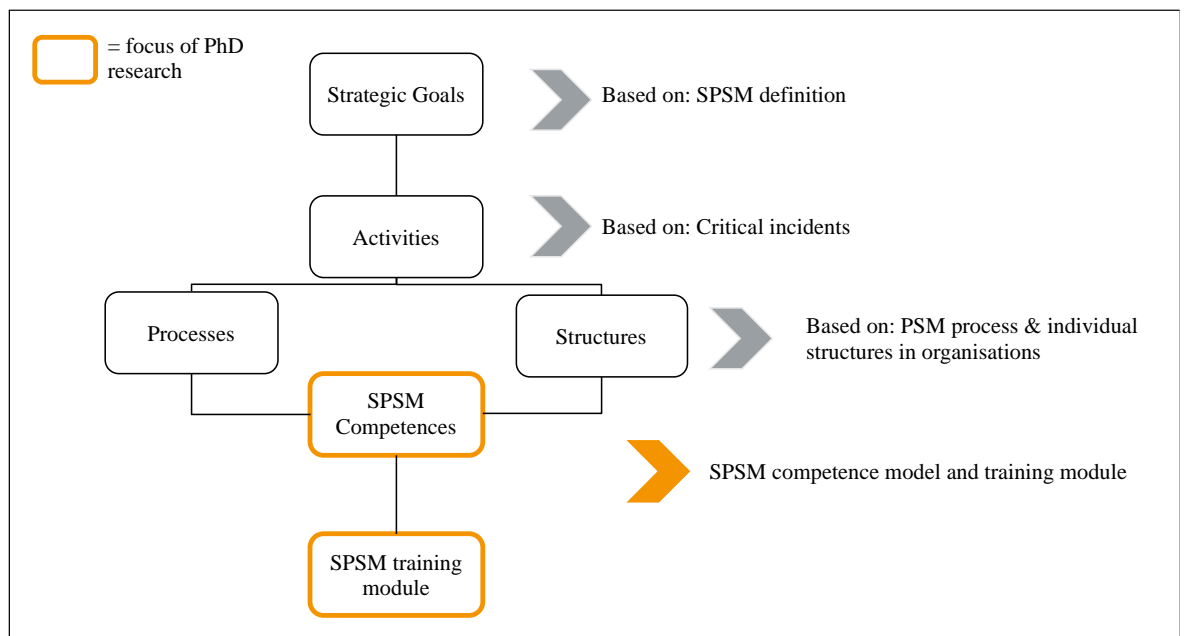 = focus of PhD
research
Strategic Goals
Based on: SPSM definition
Activities
Based on: Critical incidents
Processes
Structures
Based on: PSM process & individual
structures in organisations
SPSM
Competences
SPSM competence model and training module
SPSM training
module